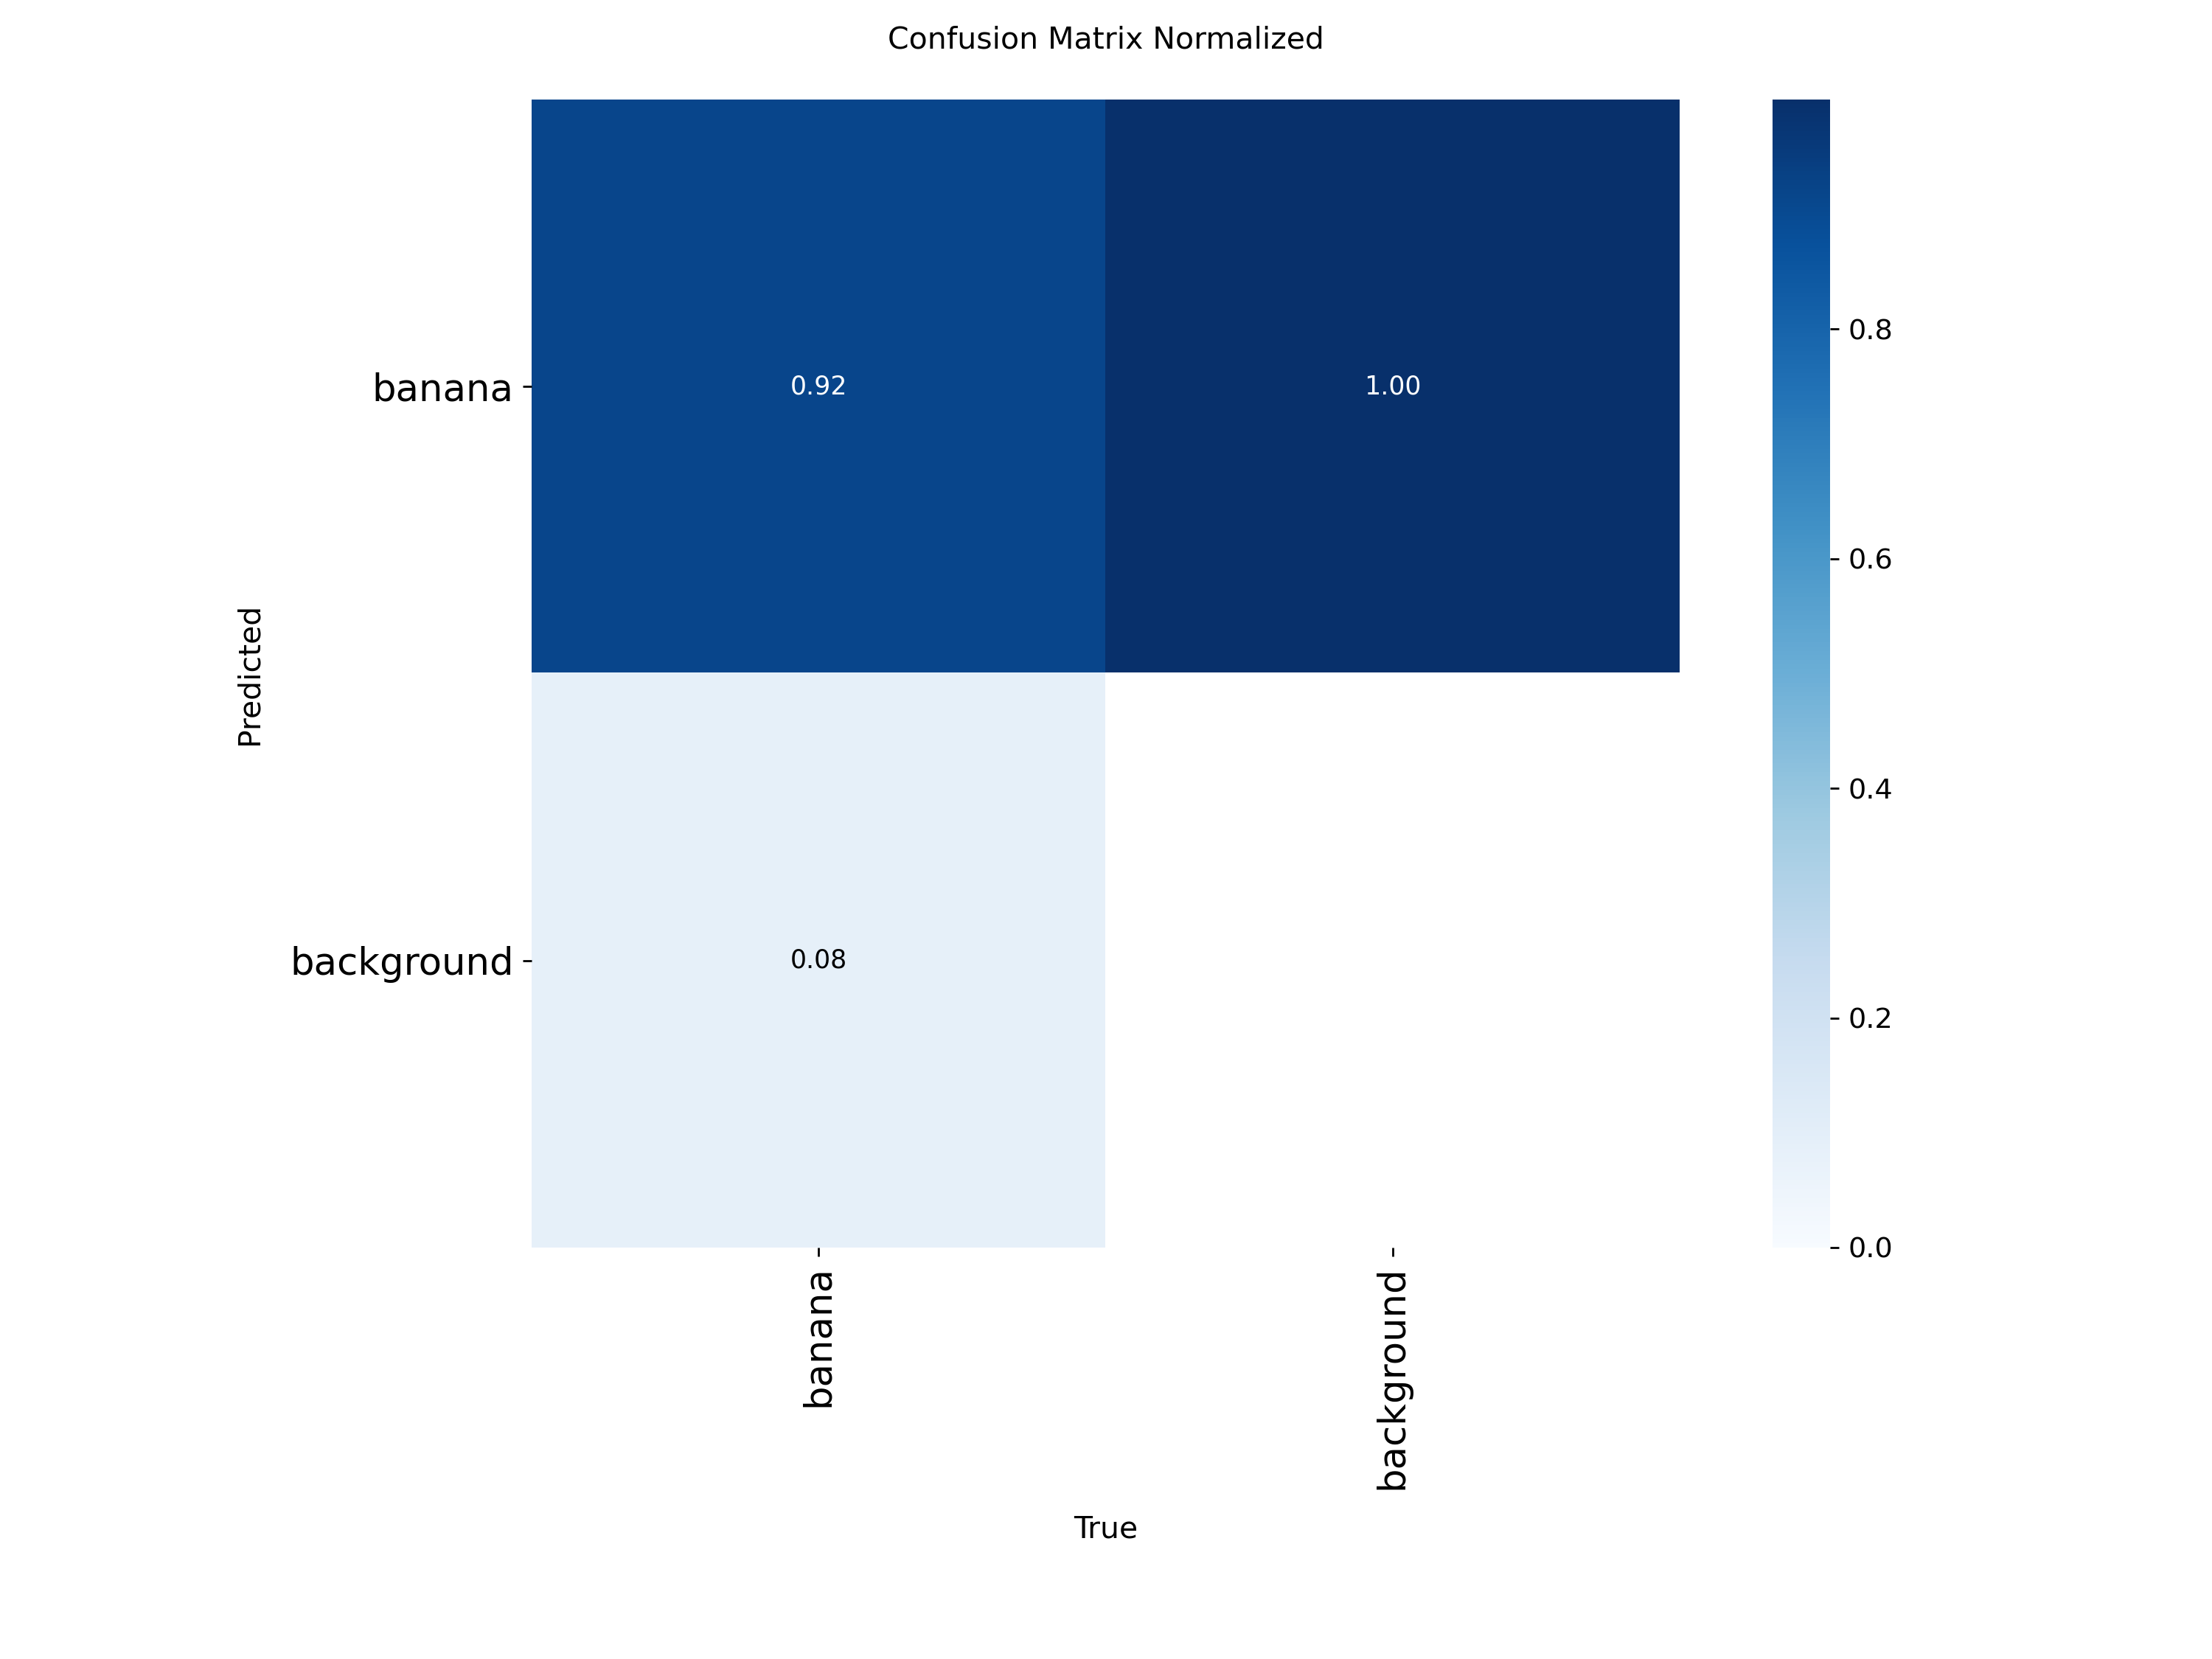 Confusion Matrix Normalized
banana
0.92
1.00
0.8
0.6
Predicted
0.4
background
0.08
0.2
0.0
banana
background
True